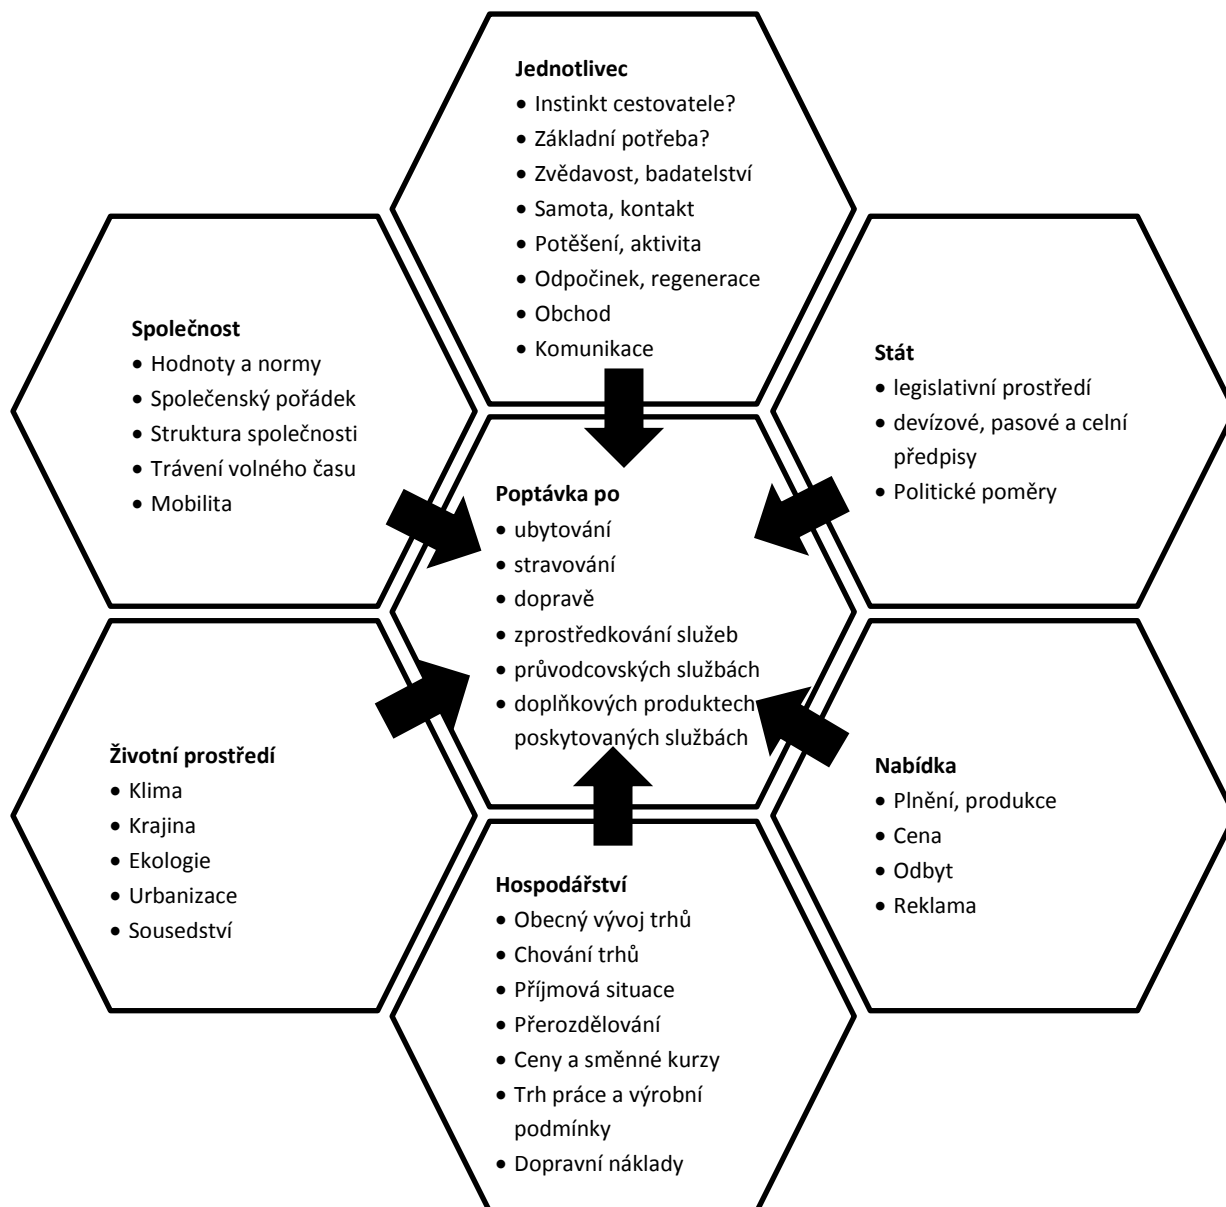 Jednotlivec
• Instinkt cestovatele?
• Základní potřeba?
• Zvědavost, badatelství
• Samota, kontakt
• Potěšení, aktivita
• Odpočinek, regenerace
• Obchod
• Komunikace
Společnost
• Hodnoty a normy
• Společenský pořádek
• Struktura společnosti
• Trávení volného času
• Mobilita
Stát
• legislativní prostředí
• devízové, pasové a celní
předpisy
• Politické poměry
Poptávka po
• ubytování
• stravování
• dopravě
• zprostředkování služeb
• průvodcovských službách
• doplňkových produktech
poskytovaných službách
Životní prostředí
• Klima
• Krajina
• Ekologie
• Urbanizace
• Sousedství
Nabídka
• Plnění, produkce
• Cena
• Odbyt
• Reklama
Hospodářství
• Obecný vývoj trhů
• Chování trhů
• Příjmová situace
• Přerozdělování
• Ceny a směnné kurzy
• Trh práce a výrobní
podmínky
• Dopravní náklady